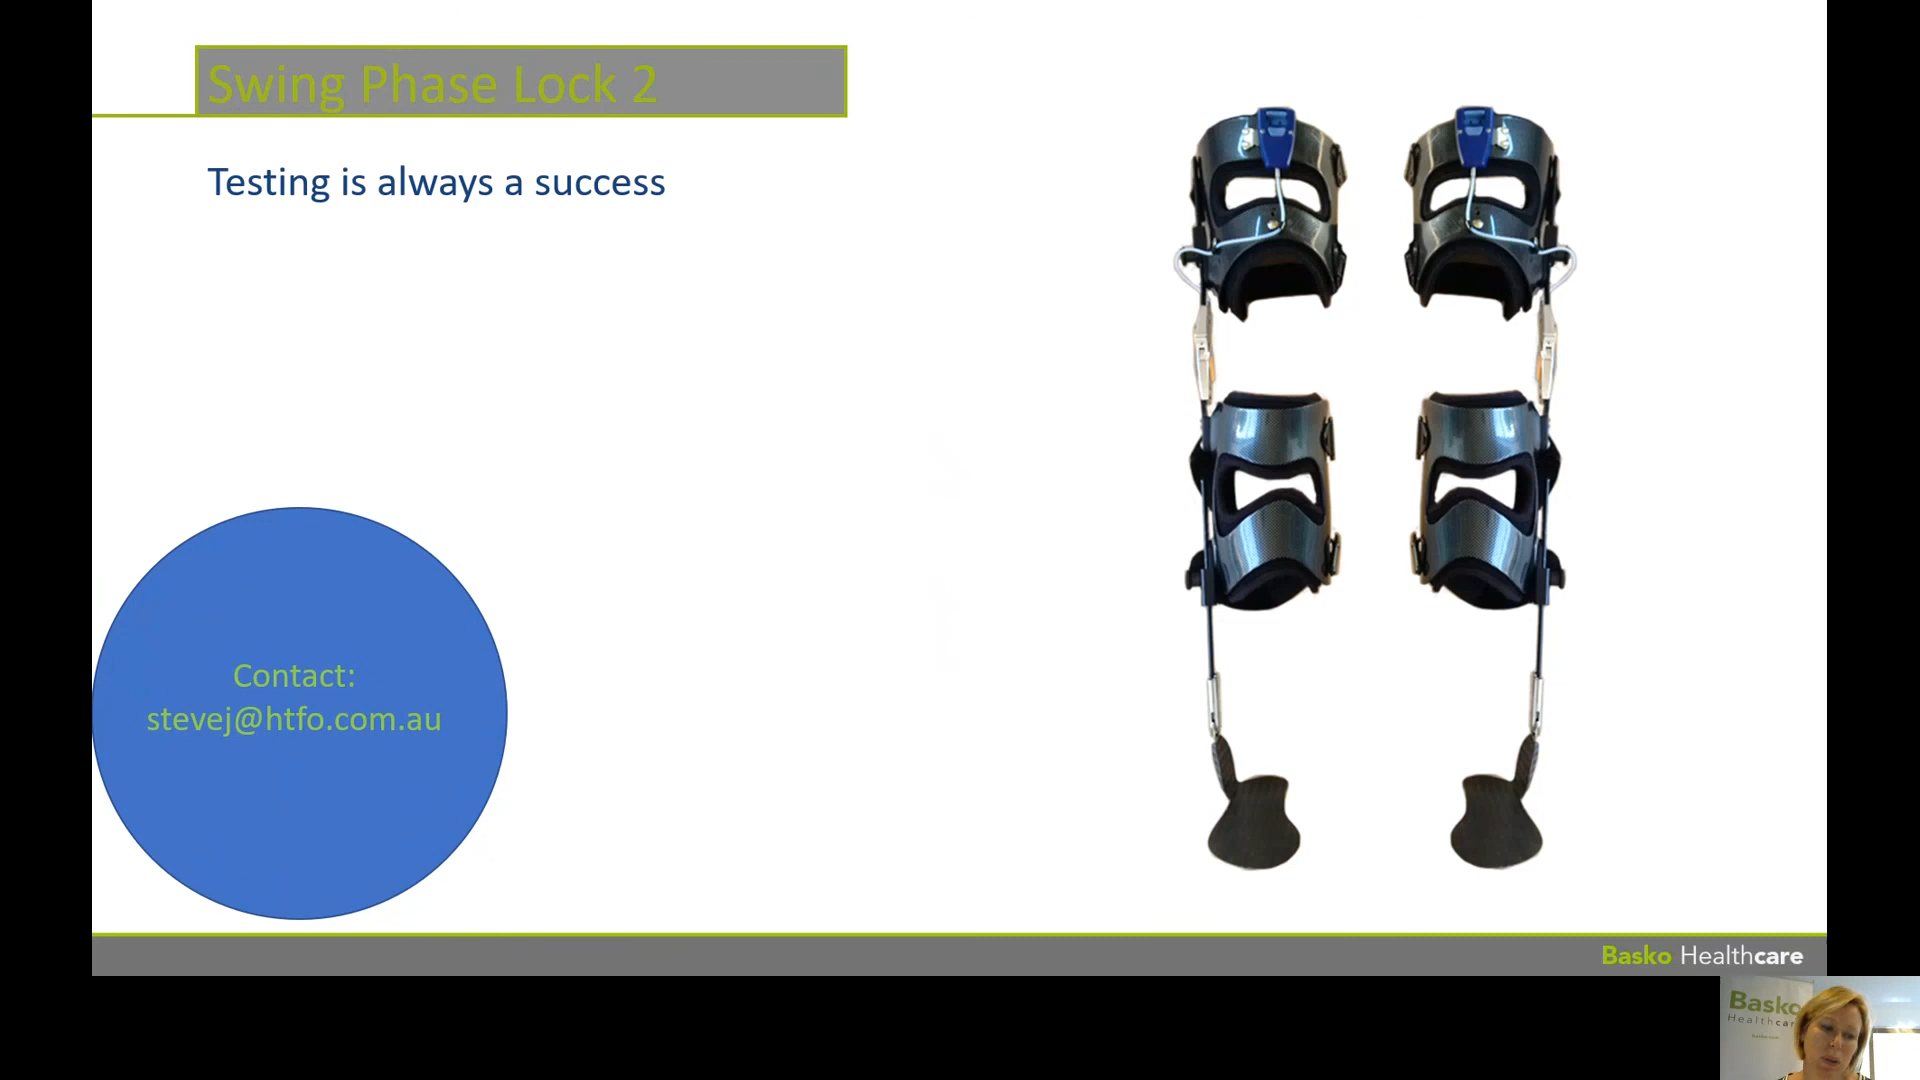 Swing Phase Lock 2
Testing is always a success
Contact:
stevej@htfo.com.au
Basko Healthcare
Basko
Healthcar